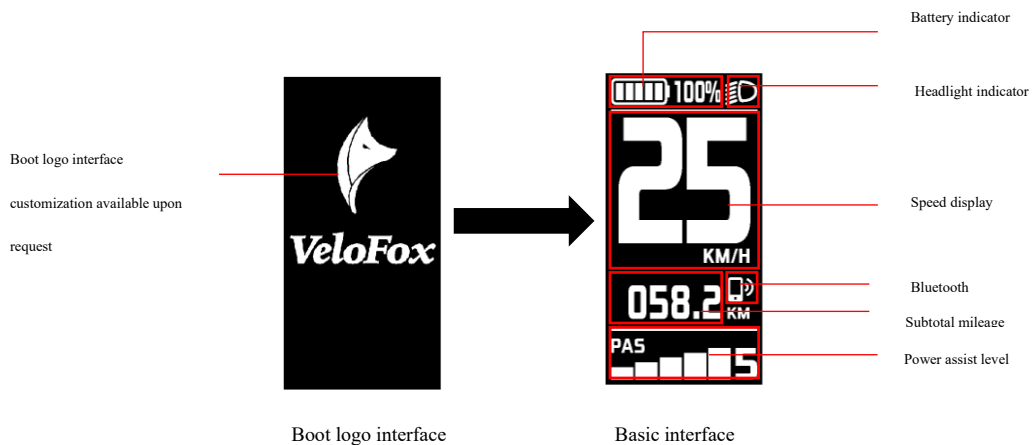 Battery indicator
100%
Headlight indicator
25
KM/H
Speed display
Boot logo interface
customization available upon
request
VeloFox
Bluetooth
058.2
KM
Subtotal mileage
PAS
5
Power assist level
Boot logo interface
Basic interface